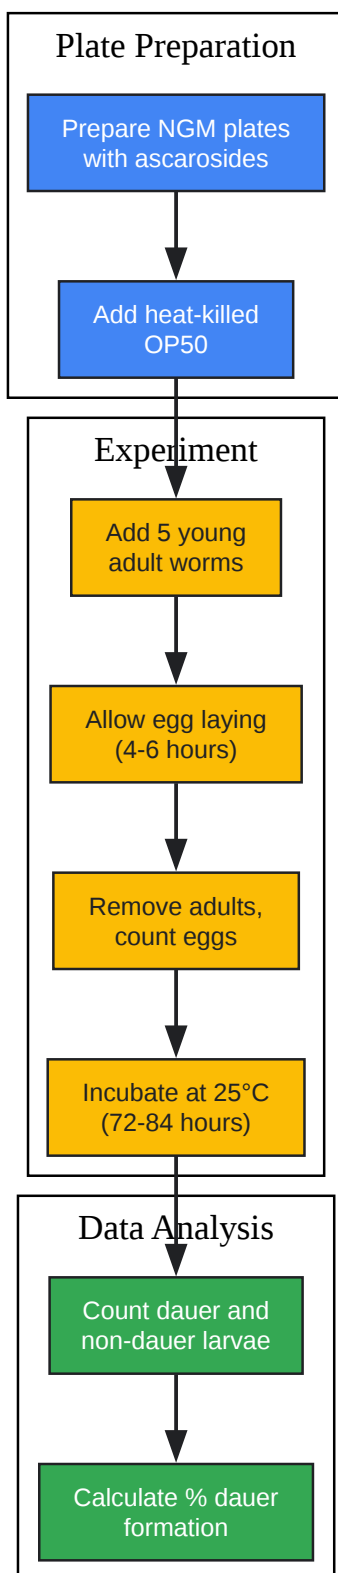 Plate Preparation
Prepare NGM plates
with ascarosides
Add heat-killed
OP50
Experiment
Add 5 young
adult worms
Allow egg laying
(4-6 hours)
Remove adults,
count eggs
Incubate at 25°C
(72-84 hours)
Data Analysis
Count dauer and
non-dauer larvae
Calculate % dauer
formation